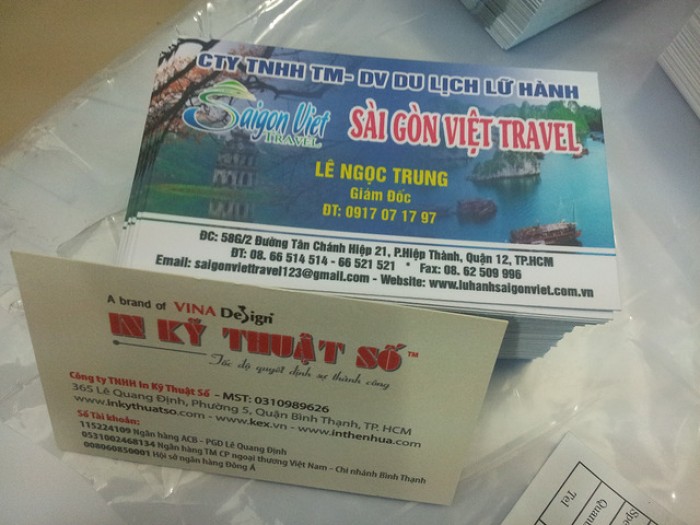 CTY TNHH TM- DV DU LỊCH LỮ HÀNH
Saigon Việt
TRAVEL
SÀI GÒN VIỆT TRAVEL
LÊ NGỌC TRUNG
Giám Đốc
ĐT: 0917 07 17 97
ĐC: 58G/2 Đường Tân Chánh Hiệp 21, P.Hiệp Thành, Quận 12, TP.HCM
ĐT: 08. 66 514 514 - 66 521 521 * Fax: 08. 62 509 996
Email: saigonviettravel123@gmail.com - Website: www.luhanhsaigonviet.com.vn
A brand of VINA Design
IN KỸ THUẬT SỐ™
Tốc độ quyết định sự thành công
Công ty TNHH In Kỹ Thuật Số - MST: 0310989626
365 Lê Quang Định, Phường 5, Quận Bình Thạnh, TP. HCM
www.inkythuatso.com - www.kex.vn - www.inthenhua.com
Số Tài khoản:
115224109 Ngân hàng ACB - PGD Lê Quang Định
0531002468134 Ngân hàng TM CP ngoại thương Việt Nam - Chi nhánh Bình Thạnh
008060850001 Hội sở ngân hàng Đông Á
Quan
Tel